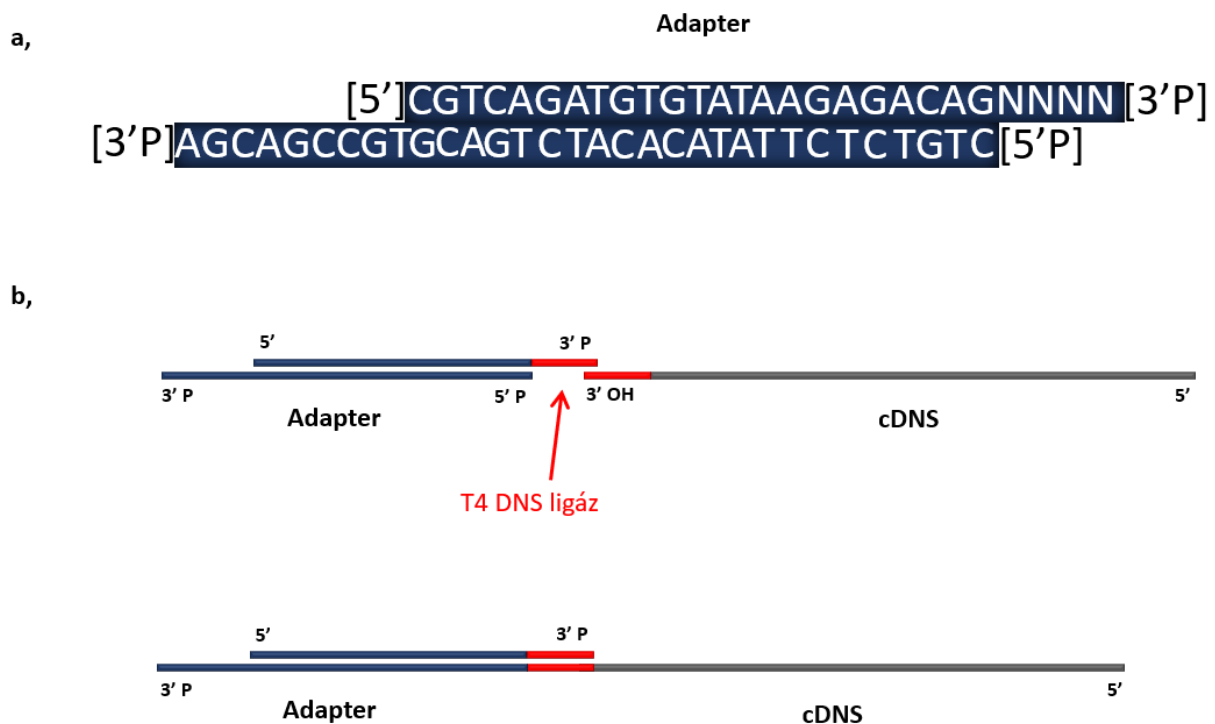 Adapter
a,
[5']CGTCAGATGTGTATAAGAGACAGNNNN[3'P]
[3'P]AGCAGCCGTGCAGTCTACACATATTCTCTGTC[5'P]
b,
5' 3' P
3' P 5' P 3' OH 5'
Adapter cDNS
T4 DNS ligáz
5' 3' P
3' P 5'
Adapter cDNS